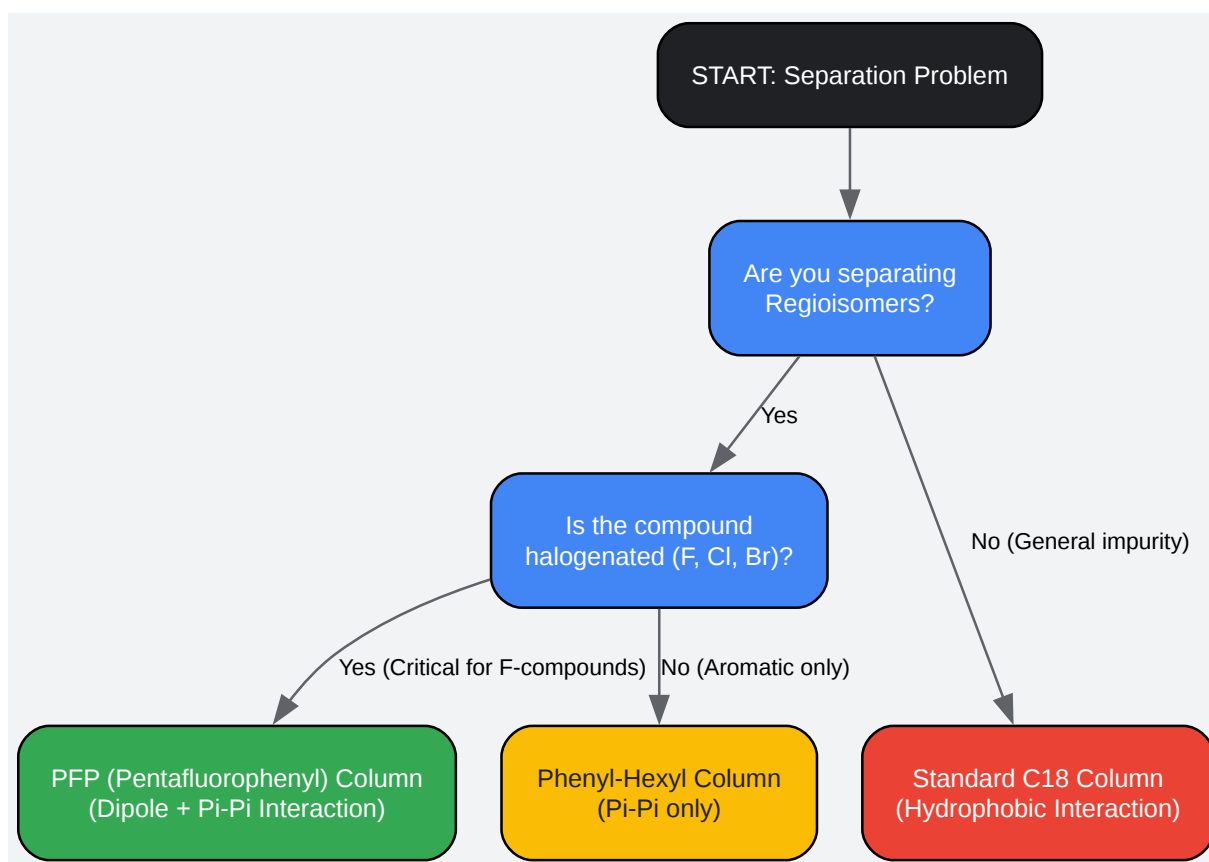 START: Separation Problem
Are you separating
Regioisomers?
Yes
Is the compound
halogenated (F, Cl, Br)?
No (General impurity)
Yes (Critical for F-compounds)
No (Aromatic only)
PFP (Pentafluorophenyl) Column
(Dipole + Pi-Pi Interaction)
Phenyl-Hexyl Column
(Pi-Pi only)
Standard C18 Column
(Hydrophobic Interaction)